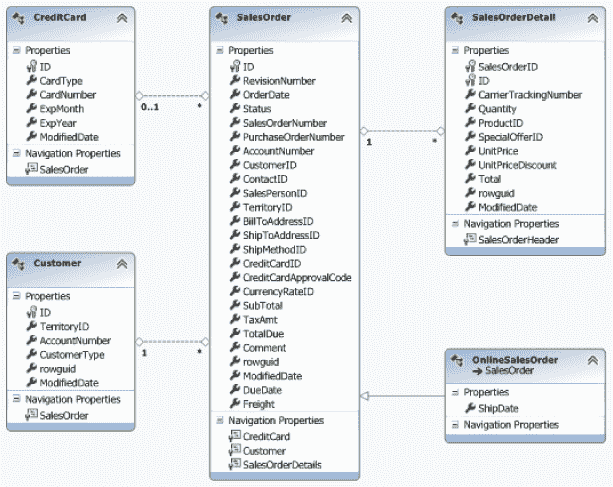 CreditCard
Properties
ID
CardType
CardNumber
ExpMonth
ExpYear
ModifiedDate
Navigation Properties
SalesOrder
0..1
*
SalesOrder
Properties
ID
RevisionNumber
OrderDate
Status
SalesOrderNumber
PurchaseOrderNumber
AccountNumber
CustomerID
ContactID
SalesPersonID
TerritoryID
BillToAddressID
ShipToAddressID
ShipMethodID
CreditCardID
CreditCardApprovalCode
CurrencyRateID
SubTotal
TaxAmt
TotalDue
Comment
rowguid
ModifiedDate
DueDate
Freight
Navigation Properties
CreditCard
Customer
SalesOrderDetails
1
*
SalesOrderDetail
Properties
SalesOrderID
ID
CarrierTrackingNumber
Quantity
ProductID
SpecialOfferID
UnitPrice
UnitPriceDiscount
Total
rowguid
ModifiedDate
Navigation Properties
SalesOrderHeader
Customer
Properties
ID
TerritoryID
AccountNumber
CustomerType
rowguid
ModifiedDate
Navigation Properties
SalesOrder
1
*
OnlineSalesOrder
SalesOrder
Properties
ShipDate
Navigation Properties